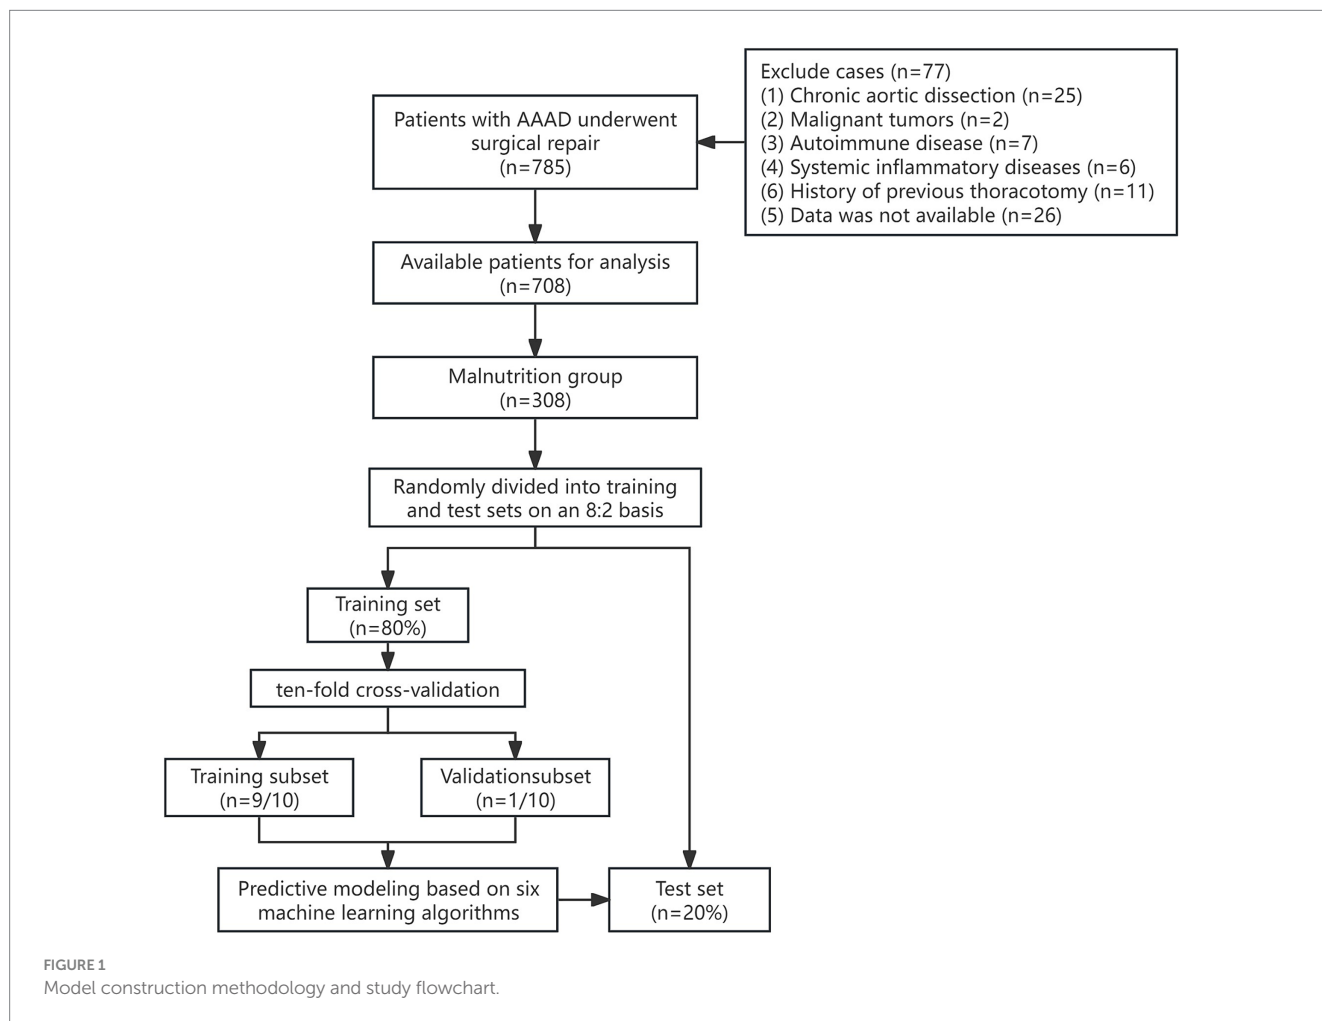 Exclude cases (n=77)
(1) Chronic aortic dissection (n=25)
(2) Malignant tumors (n=2)
(3) Autoimmune disease (n=7)
(4) Systemic inflammatory diseases (n=6)
(6) History of previous thoracotomy (n=11)
(5) Data was not available (n=26)
Patients with AAAD underwent
surgical repair
(n=785)
Available patients for analysis
(n=708)
Malnutrition group
(n=308)
Randomly divided into training
and test sets on an 8:2 basis
Training set
(n=80%)
ten-fold cross-validation
Training subset
(n=9/10)
Validationsubset
(n=1/10)
Predictive modeling based on six
machine learning algorithms
Test set
(n=20%)
FIGURE 1
Model construction methodology and study flowchart.